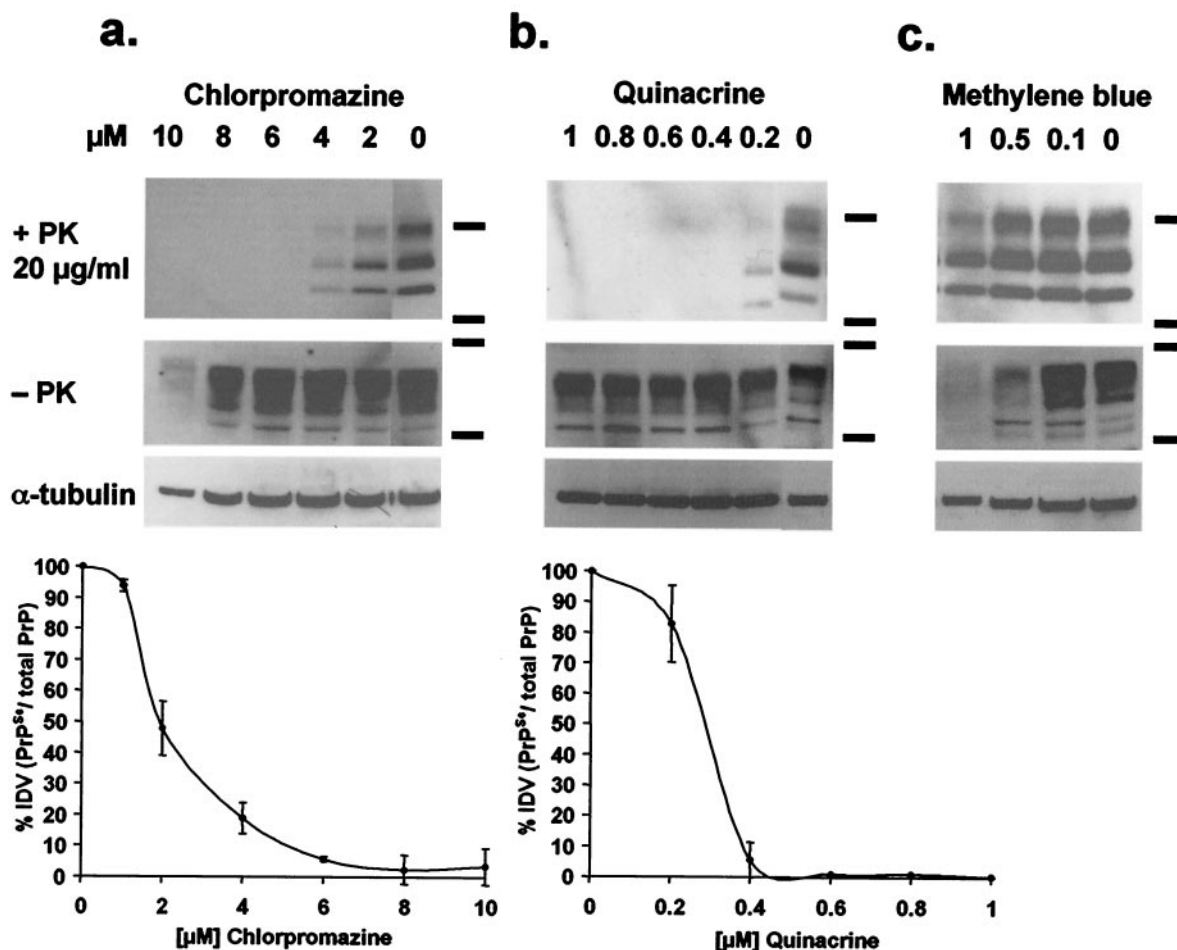 a.
b.
c.
Chlorpromazine
Quinacrine
Methylene blue
µM 10 8 6 4 2 0
1 0.8 0.6 0.4 0.2 0
1 0.5 0.1 0
+ PK
20 µg/ml
– PK
α-tubulin
% IDV (PrPSc/ total PrP)
100
90
80
70
60
50
40
30
20
10
0
0 2 4 6 8 10
[µM] Chlorpromazine
% IDV (PrPSc/ total PrP)
100
90
80
70
60
50
40
30
20
10
0
0 0.2 0.4 0.6 0.8 1
[µM] Quinacrine